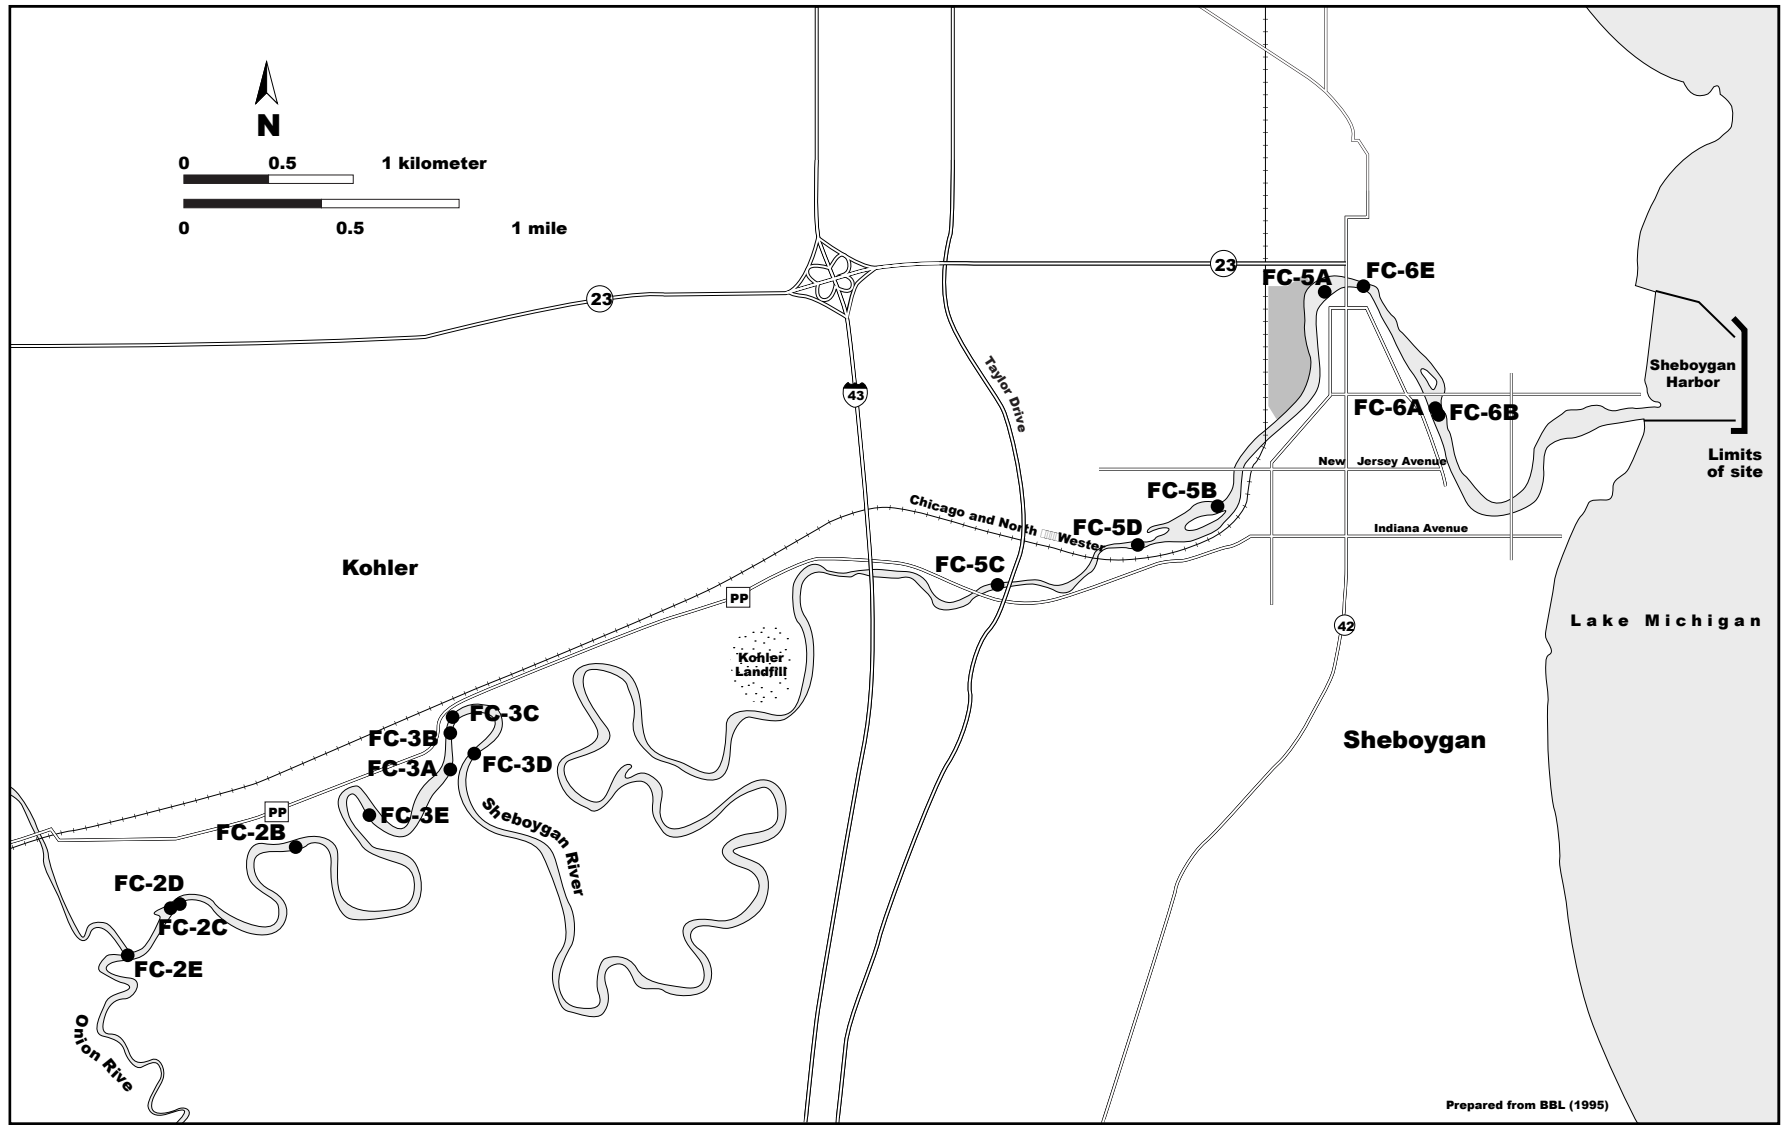 N
0 0.5 1 kilometer
0 0.5 1 mile
23
23
FC-5A
FC-6E
Sheboygan
Harbor
43
Taylor Drive
FC-6A
FC-6B
Limits
of site
New Jersey Avenue
FC-5B
Chicago and North Wester
FC-5D
Indiana Avenue
Kohler
FC-5C
PP
Lake Michigan
42
Kohler
Landfill
FC-3C
FC-3B
Sheboygan
FC-3D
FC-3A
PP
FC-3E
FC-2B
Sheboygan River
FC-2D
FC-2C
FC-2E
Onion Rive
Prepared from BBL (1995)